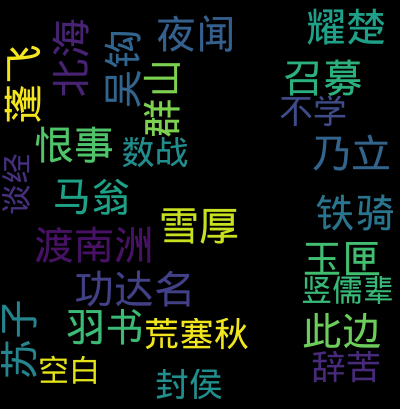 夜闻
耀楚
北海
吴钩
蓬飞
群山
召募
不学
恨事
数战
乃立
谈经
马翁
铁骑
雪厚
渡南洲
玉匣
功达名
竖儒辈
苏子
羽书
荒塞秋
此边
空白
辞苦
封侯